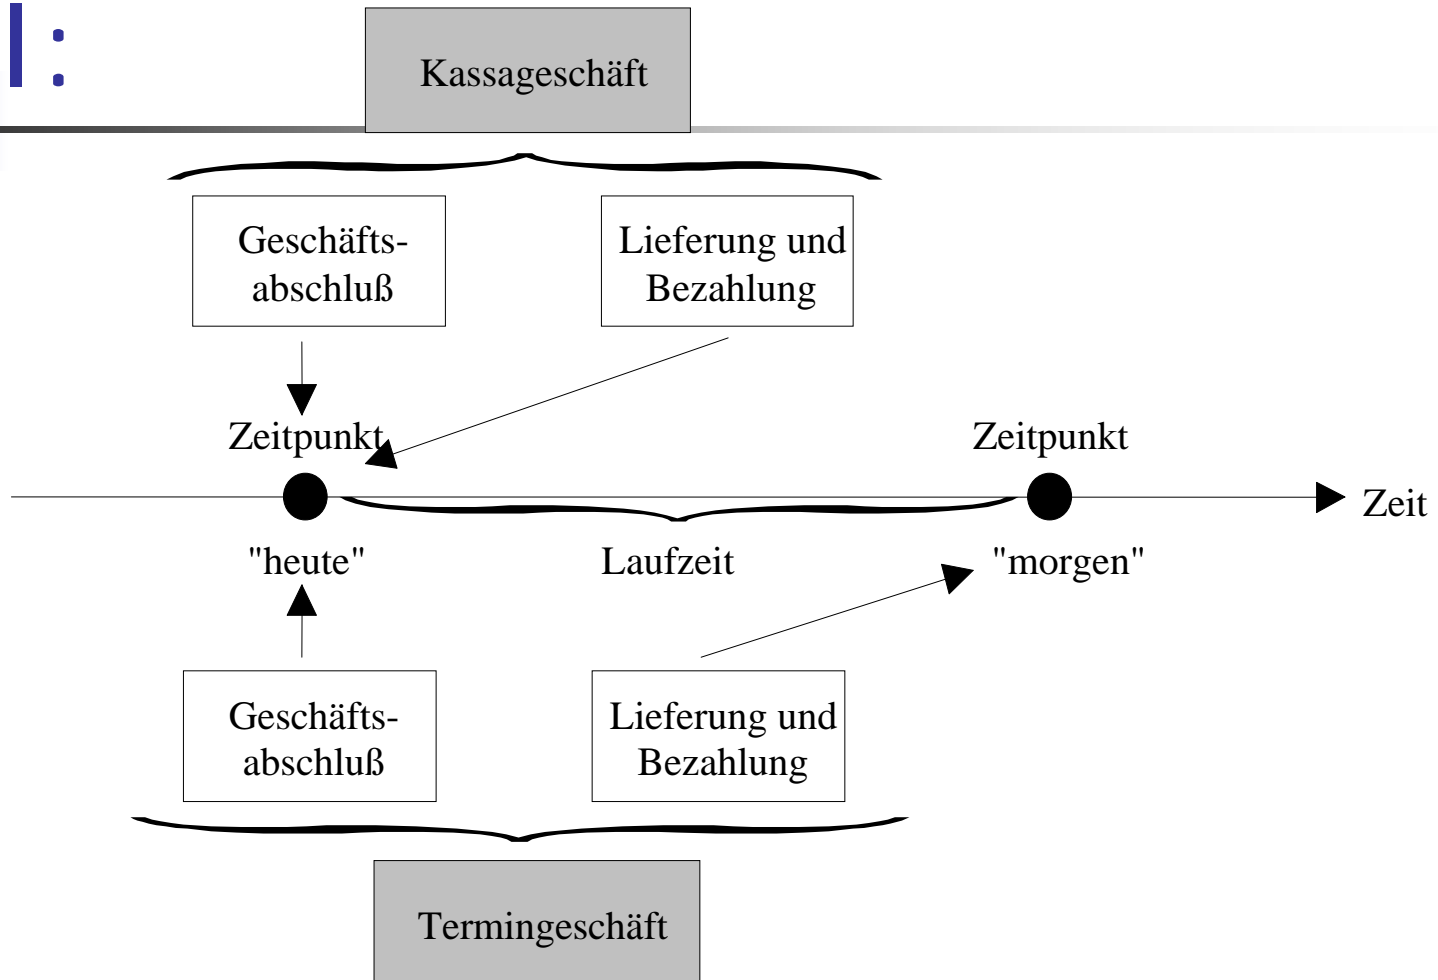 I:
Kassageschäft
Geschäfts-
abschluß
Lieferung und
Bezahlung
Zeitpunkt
Zeitpunkt
Zeit
"heute"
Laufzeit
"morgen"
Geschäfts-
abschluß
Lieferung und
Bezahlung
Termingeschäft